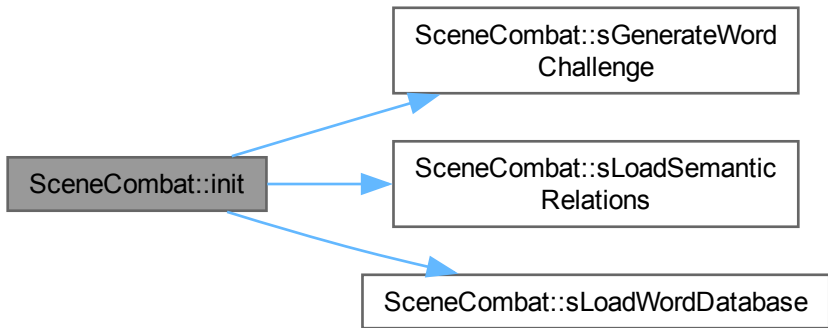 SceneCombat::sGenerateWord
Challenge
SceneCombat::init
SceneCombat::sLoadSemantic
Relations
SceneCombat::sLoadWordDatabase